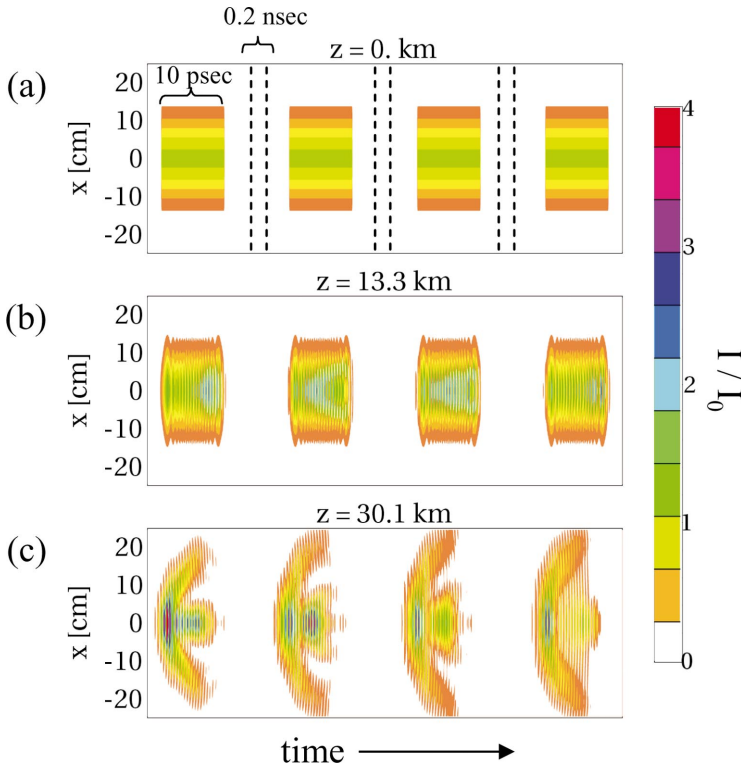 0.2 nsec
z = 0. km
(a)
10 psec
x [cm]
20
10
0
-10
-20
z = 13.3 km
(b)
x [cm]
20
10
0
-10
-20
z = 30.1 km
(c)
x [cm]
20
10
0
-10
-20
time
4
3
2
1
0
I / I0